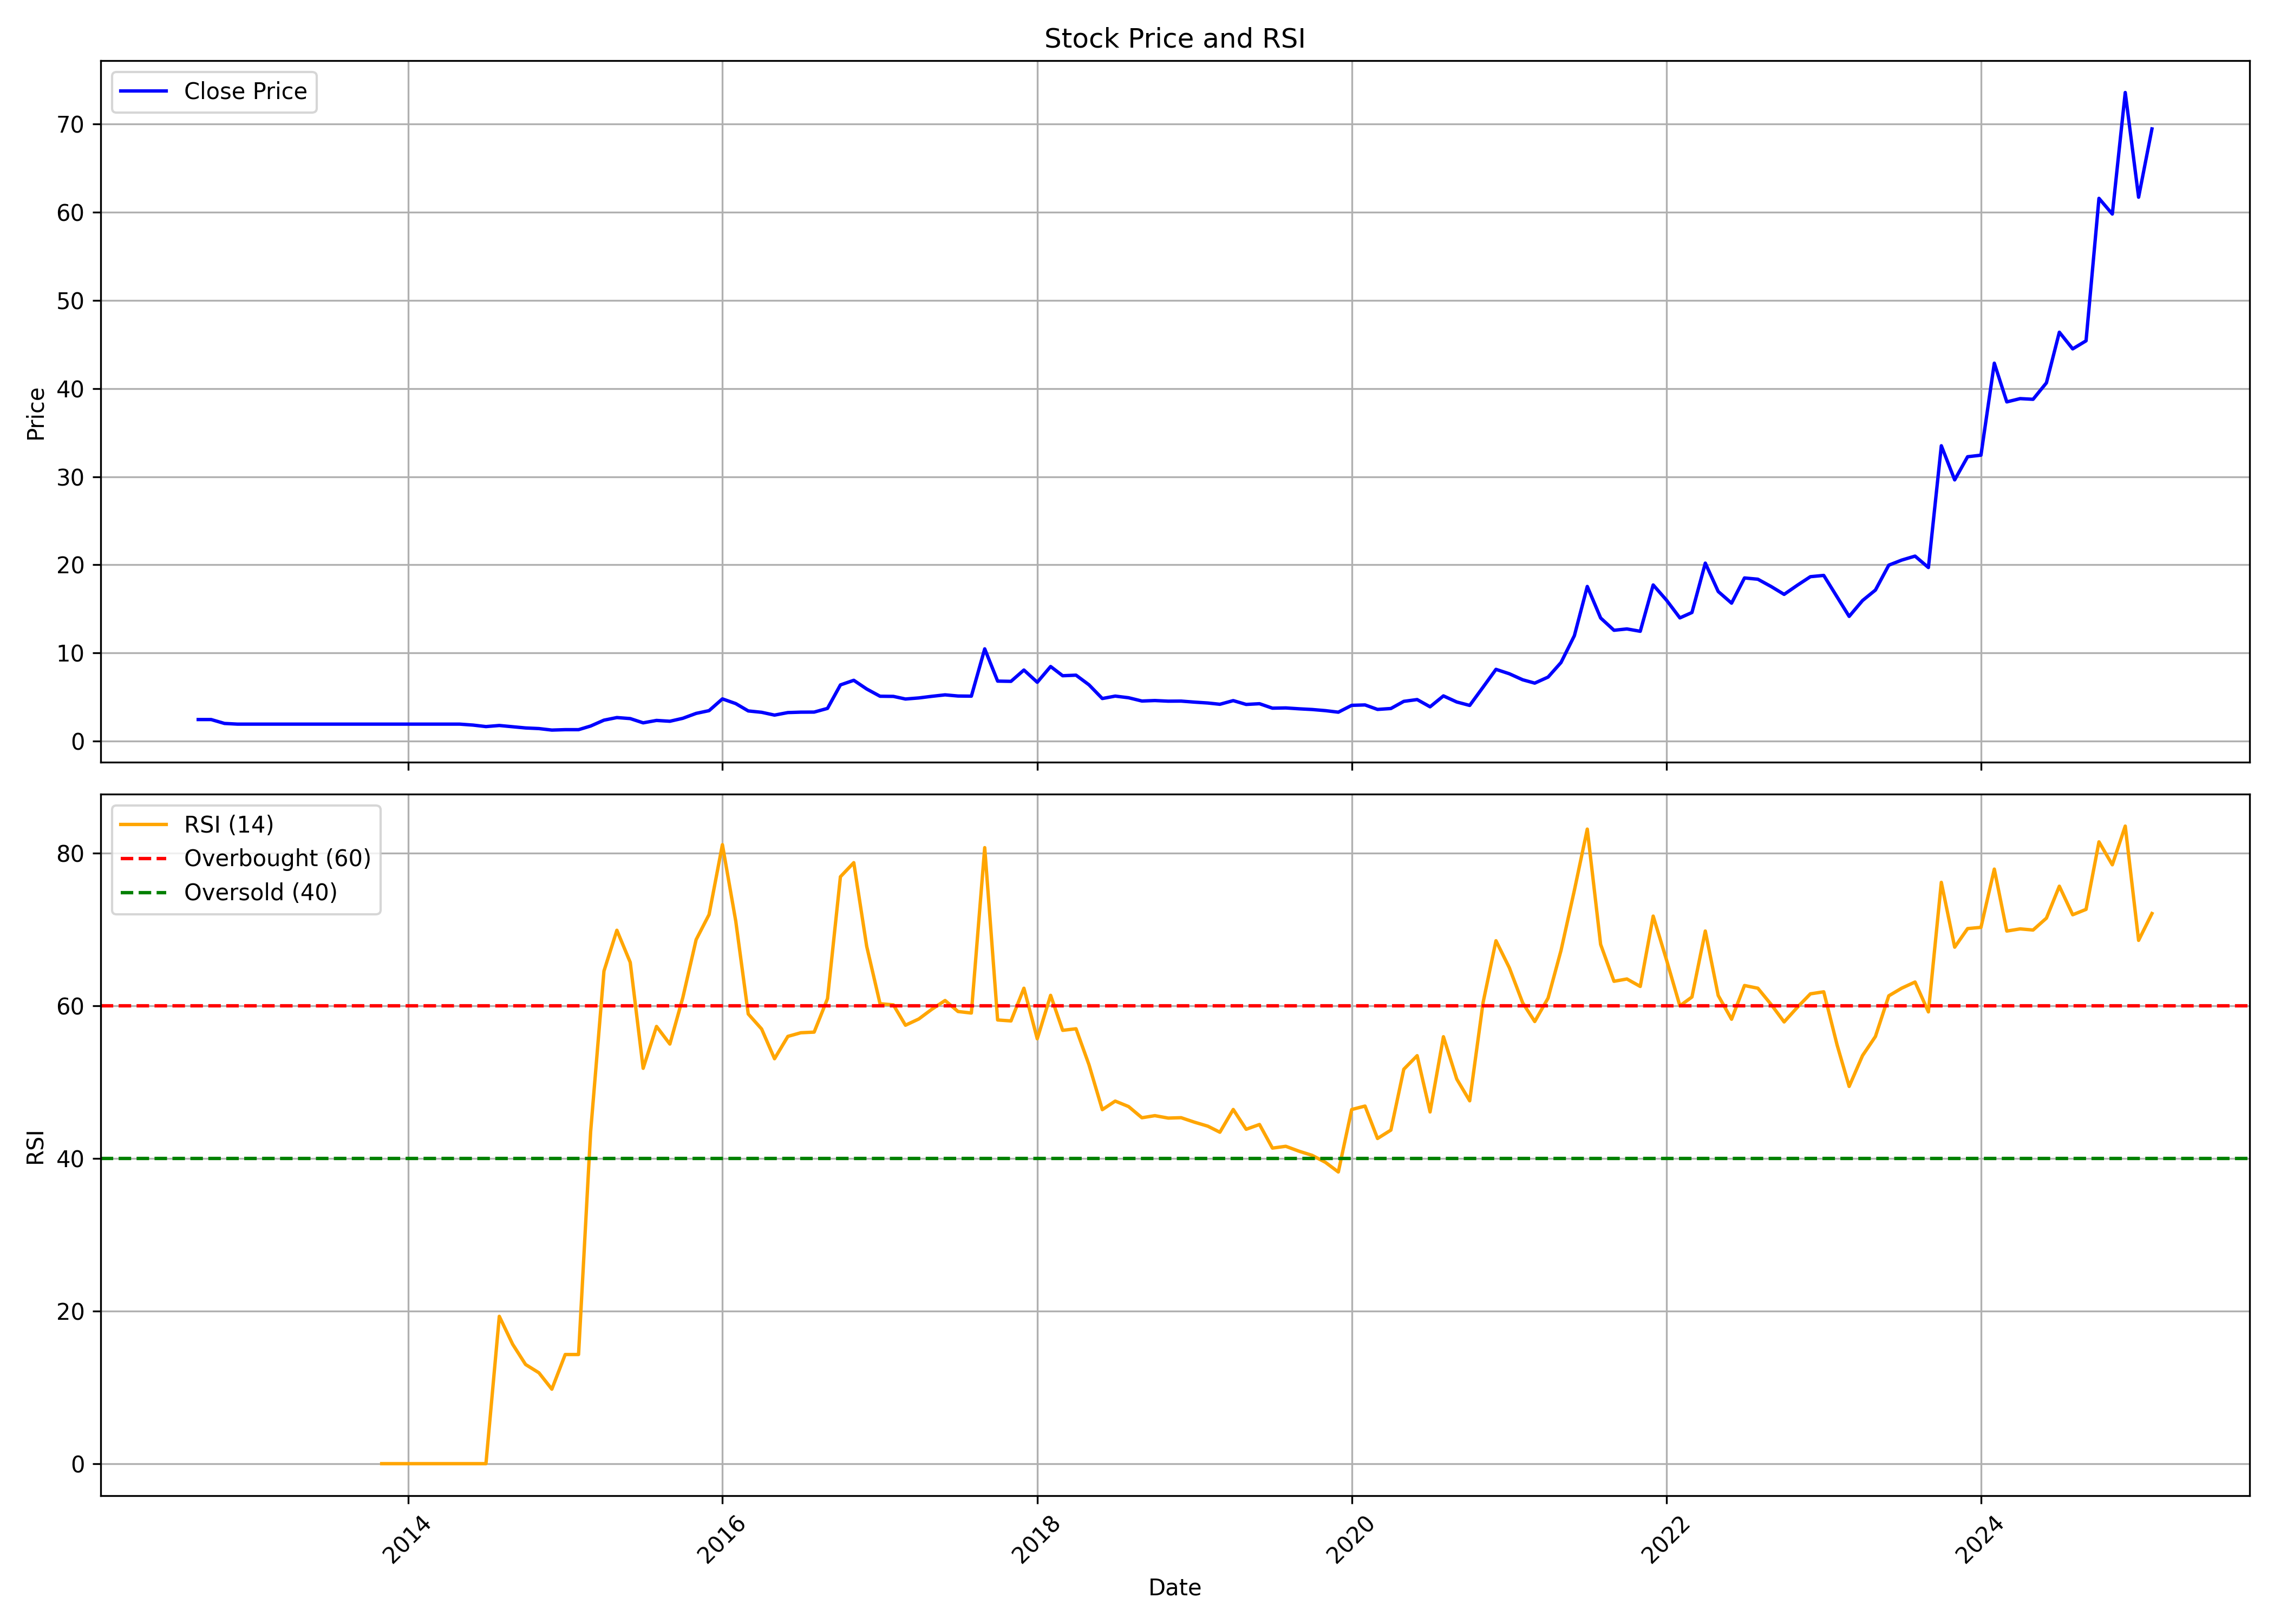 Stock Price and RSI
Close Price
70
60
50
40
30
20
10
0
Price
RSI (14)
Overbought (60)
Oversold (40)
80
60
40
20
0
RSI
2014
2016
2018
2020
2022
2024
Date